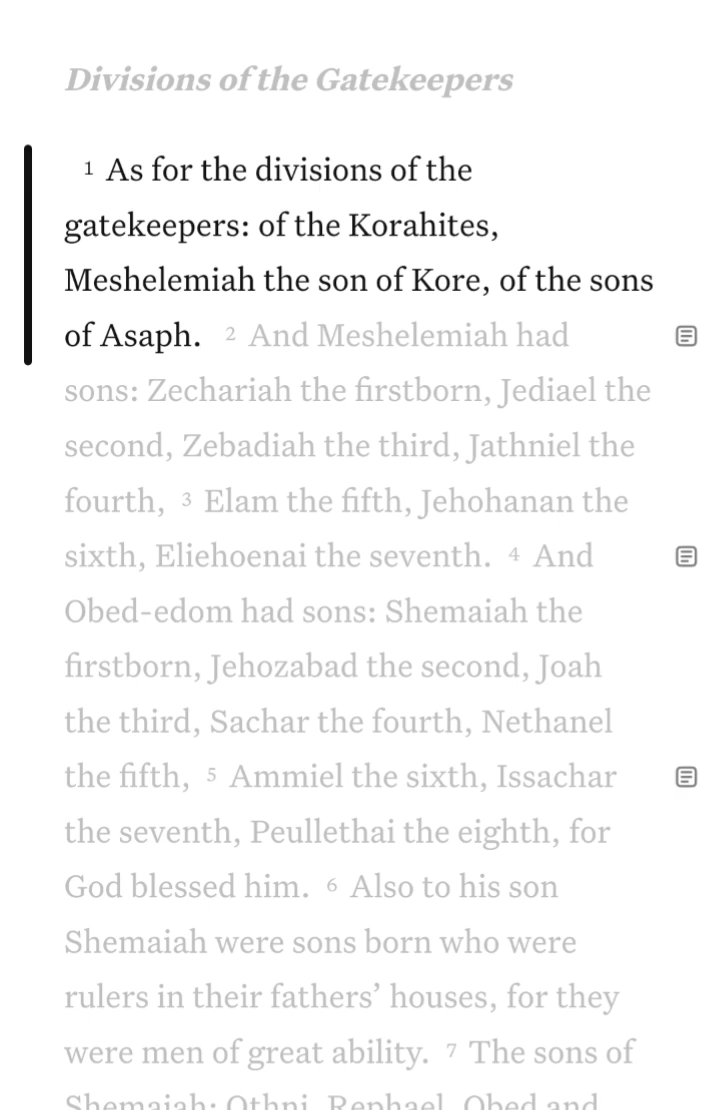 Divisions of the Gatekeepers
1 As for the divisions of the
gatekeepers: of the Korahites,
Meshelemiah the son of Kore, of the sons
of Asaph. 2 And Meshelemiah had
sons: Zechariah the firstborn, Jediael the
second, Zebadiah the third, Jathniel the
fourth, 3 Elam the fifth, Jehohanan the
sixth, Eliehoenai the seventh. 4 And
Obed-edom had sons: Shemaiah the
firstborn, Jehozabad the second, Joah
the third, Sachar the fourth, Nethanel
the fifth, 5 Ammiel the sixth, Issachar
the seventh, Peullethai the eighth, for
God blessed him. 6 Also to his son
Shemaiah were sons born who were
rulers in their fathers’ houses, for they
were men of great ability. 7 The sons of
Shemaiah: Othni, Rephael, Obed and